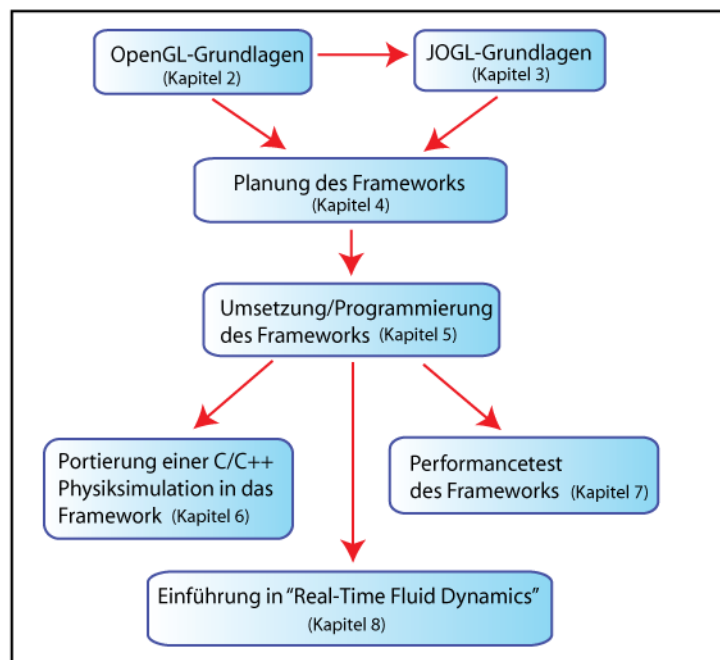 OpenGL-Grundlagen
(Kapitel 2)
JOGL-Grundlagen
(Kapitel 3)
Planung des Frameworks
(Kapitel 4)
Umsetzung/Programmierung
des Frameworks (Kapitel 5)
Portierung einer C/C++
Physiksimulation in das
Framework (Kapitel 6)
Performancetest
des Frameworks (Kapitel 7)
Einführung in "Real-Time Fluid Dynamics"
(Kapitel 8)